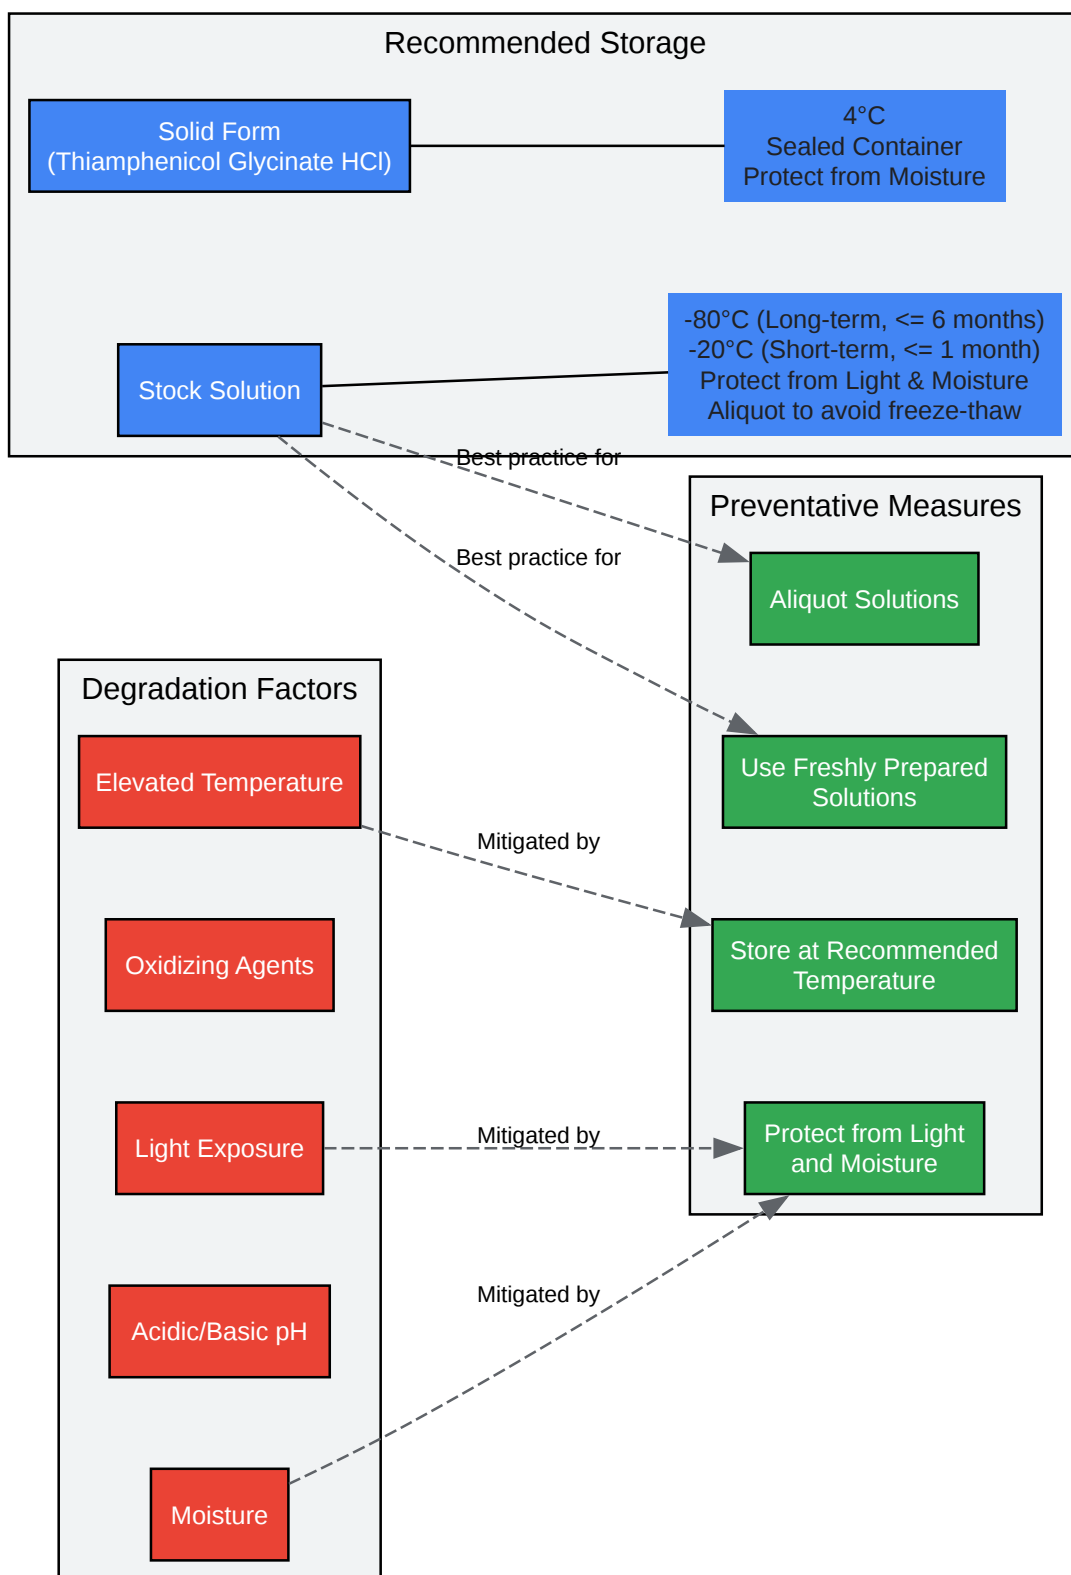 Recommended Storage
Solid Form
(Thiamphenicol Glycinate HCl)
4°C
Sealed Container
Protect from Moisture
Stock Solution
-80°C (Long-term, <= 6 months)
-20°C (Short-term, <= 1 month)
Protect from Light & Moisture
Aliquot to avoid freeze-thaw
Best practice for
Best practice for
Preventative Measures
Aliquot Solutions
Use Freshly Prepared
Solutions
Store at Recommended
Temperature
Protect from Light
and Moisture
Degradation Factors
Elevated Temperature
Mitigated by
Oxidizing Agents
Light Exposure
Mitigated by
Acidic/Basic pH
Mitigated by
Moisture